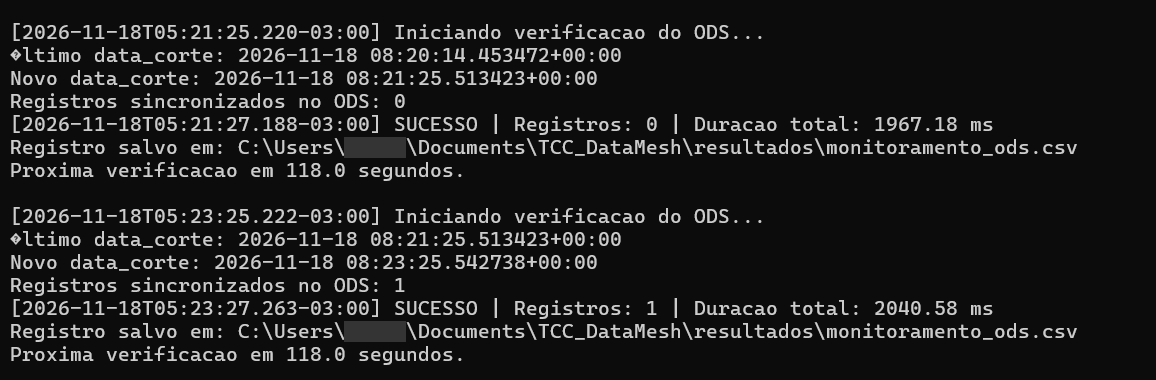 [2026-11-18T05:21:25.220-03:00] Iniciando verificacao do ODS...
�ltimo data_corte: 2026-11-18 08:20:14.453472+00:00
Novo data_corte: 2026-11-18 08:21:25.513423+00:00
Registros sincronizados no ODS: 0
[2026-11-18T05:21:27.188-03:00] SUCESSO | Registros: 0 | Duracao total: 1967.18 ms
Registro salvo em: C:\Users\ \Documents\TCC_DataMesh\resultados\monitoramento_ods.csv
Proxima verificacao em 118.0 segundos.
[2026-11-18T05:23:25.222-03:00] Iniciando verificacao do ODS...
�ltimo data_corte: 2026-11-18 08:21:25.513423+00:00
Novo data_corte: 2026-11-18 08:23:25.542738+00:00
Registros sincronizados no ODS: 1
[2026-11-18T05:23:27.263-03:00] SUCESSO | Registros: 1 | Duracao total: 2040.58 ms
Registro salvo em: C:\Users\ \Documents\TCC_DataMesh\resultados\monitoramento_ods.csv
Proxima verificacao em 118.0 segundos.